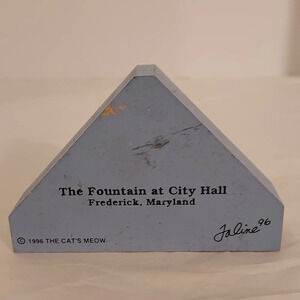 The Fountain at City Hall
Frederick, Maryland
Faline 96
© 1996 THE CAT'S MEOW